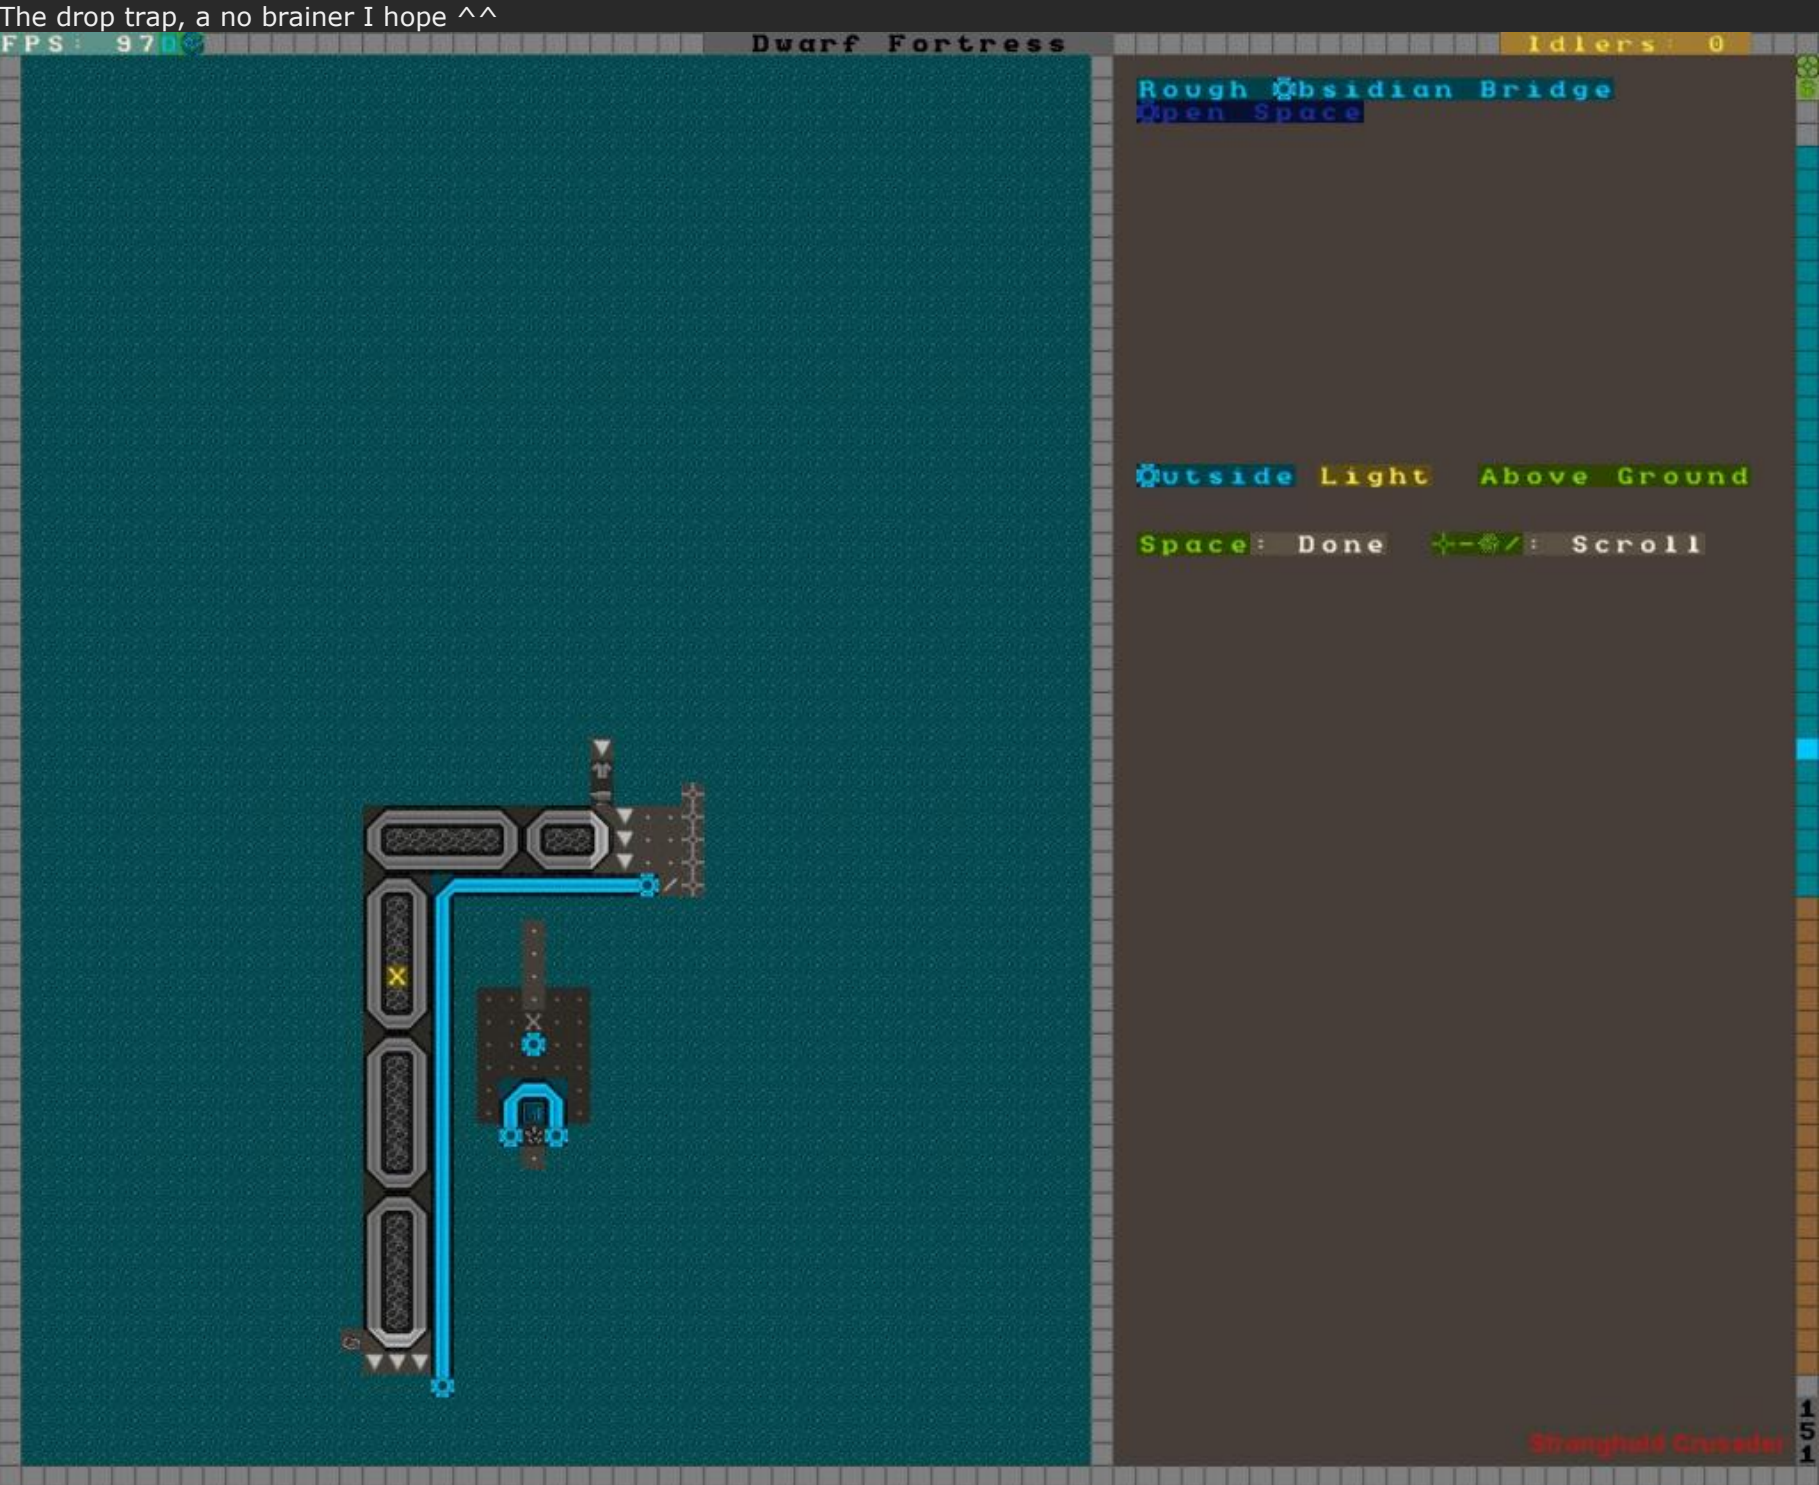 The drop trap, a no brainer I hope ^^
FPS: 97
Dwarf Fortress
Idlers: 0
Rough Obsidian Bridge
Open Space
Outside Light Above Ground
Space: Done /: Scroll
Stronghold Crusader
151